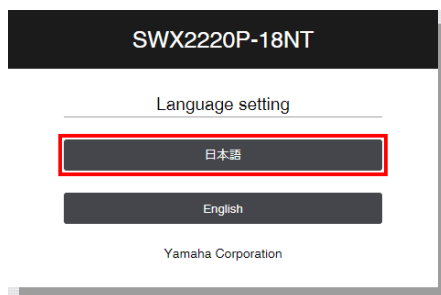 SWX2220P-18NT
Language setting
日本語
English
Yamaha Corporation